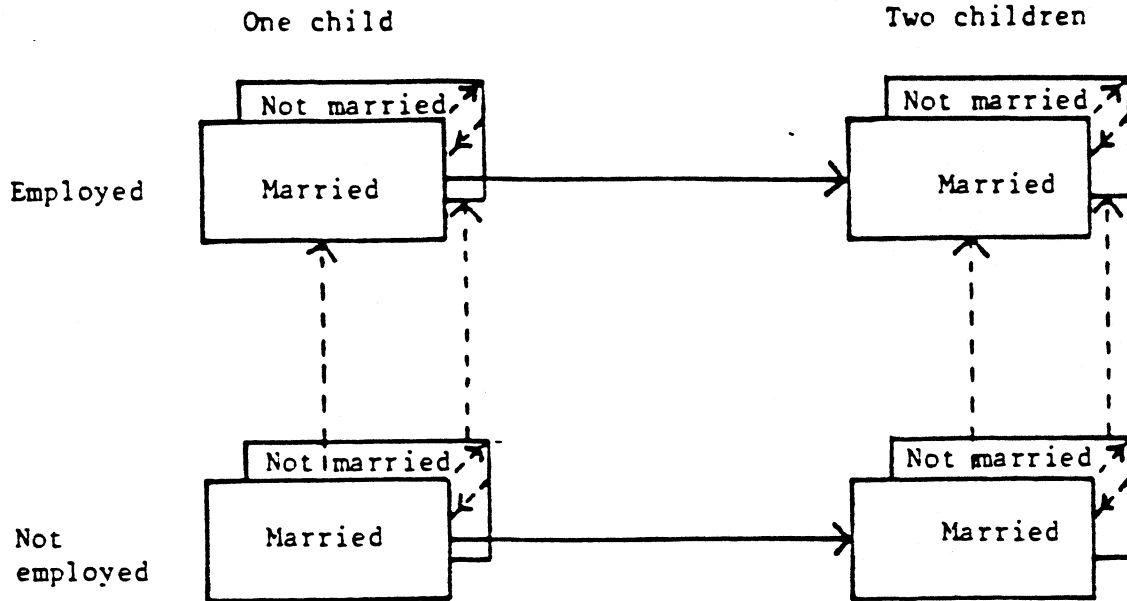 One child
Two children
Not married
Not married
Employed
Married
Married
Not married
Not married
Married
Married
Not
employed